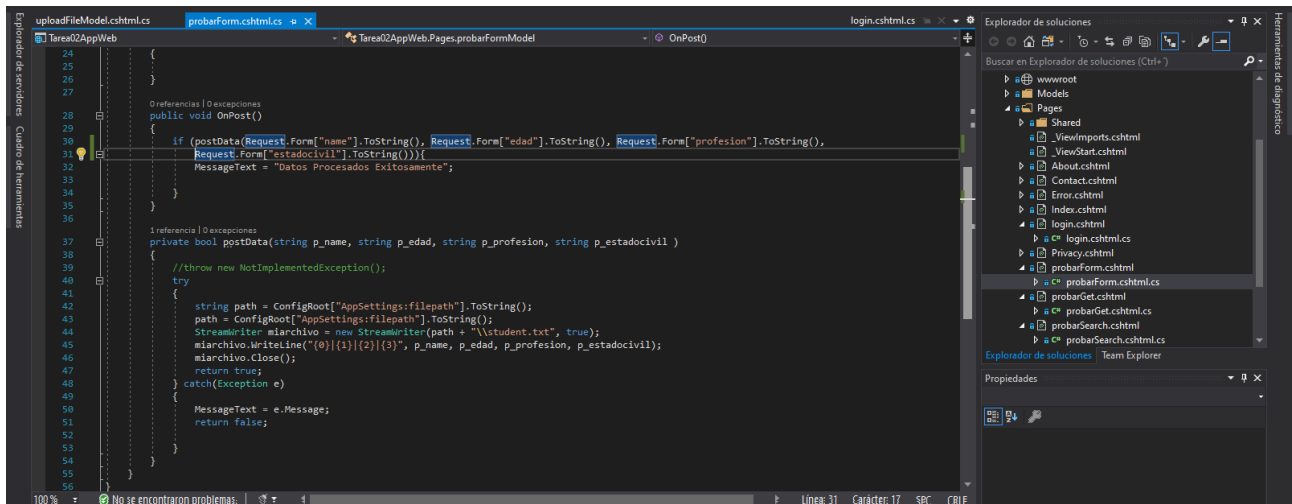 uploadFileModel.cshtml.cs
probarForm.cshtml.cs
login.cshtml.cs
Tarea02AppWeb
Tarea02AppWeb.Pages.probarFormModel
OnPost()
Explorador de servidores
Cuadro de herramientas
24 {
25
26 }
27
0 referencias | 0 excepciones
28 public void OnPost()
29 {
30 if (postData(Request.Form["name"].ToString(), Request.Form["edad"].ToString(), Request.Form["profesion"].ToString(),
31 Request.Form["estadocivil"].ToString())){
32 MessageText = "Datos Procesados Exitosamente";
33
34 }
35 }
36
1 referencia | 0 excepciones
37 private bool postData(string p_name, string p_edad, string p_profesion, string p_estadocivil )
38 {
39 //throw new NotImplementedException();
40 try
41 {
42 string path = ConfigRoot["AppSettings:filepath"].ToString();
43 path = ConfigRoot["AppSettings:filepath"].ToString();
44 StreamWriter miarchivo = new StreamWriter(path + "\\student.txt", true);
45 miarchivo.WriteLine("{0}|{1}|{2}|{3}", p_name, p_edad, p_profesion, p_estadocivil);
46 miarchivo.Close();
47 return true;
48 } catch(Exception e)
49 {
50 MessageText = e.Message;
51 return false;
52
53 }
54 }
55 }
56 }
100 %
No se encontraron problemas.
Línea: 31 Carácter: 17 SPC CRLF
Explorador de soluciones
Buscar en Explorador de soluciones (Ctrl+´)
wwwroot
Models
Pages
Shared
_ViewImports.cshtml
_ViewStart.cshtml
About.cshtml
Contact.cshtml
Error.cshtml
Index.cshtml
login.cshtml
C# login.cshtml.cs
Privacy.cshtml
probarForm.cshtml
C# probarForm.cshtml.cs
probarGet.cshtml
C# probarGet.cshtml.cs
probarSearch.cshtml
C# probarSearch.cshtml.cs
Explorador de soluciones Team Explorer
Propiedades
Herramientas de diagnóstico